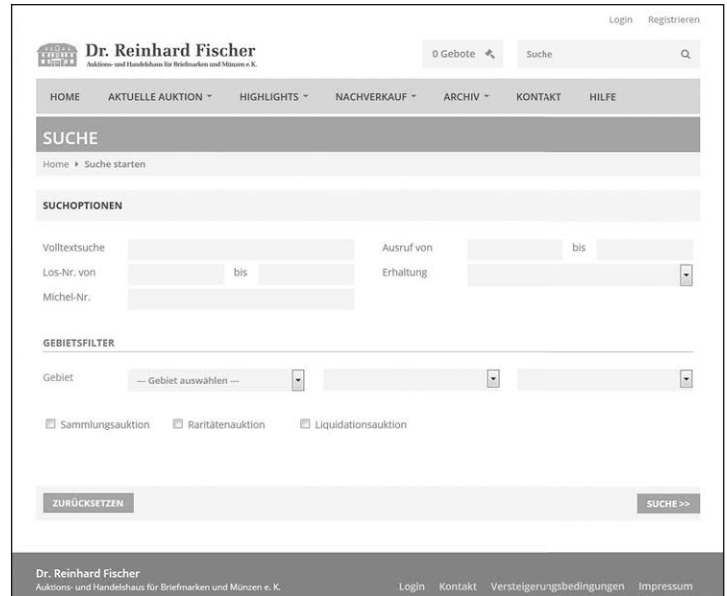 Login Registrieren
Dr. Reinhard Fischer
Auktions- und Handelshaus für Briefmarken und Münzen e. K.
0 Gebote Suche
HOME AKTUELLE AUKTION HIGHLIGHTS NACHVERKAUF ARCHIV KONTAKT HILFE
SUCHE
Home Suche starten
SUCHOPTIONEN
Volltextsuche Ausruf von bis
Los-Nr. von bis Erhaltung
Michel-Nr.
GEBIETSFILTER
Gebiet --- Gebiet auswählen ---
Sammlungsauktion Raritätenauktion Liquidationsauktion
ZURÜCKSETZEN SUCHE >>
Dr. Reinhard Fischer
Auktions- und Handelshaus für Briefmarken und Münzen e. K. Login Kontakt Versteigerungsbedingungen Impressum